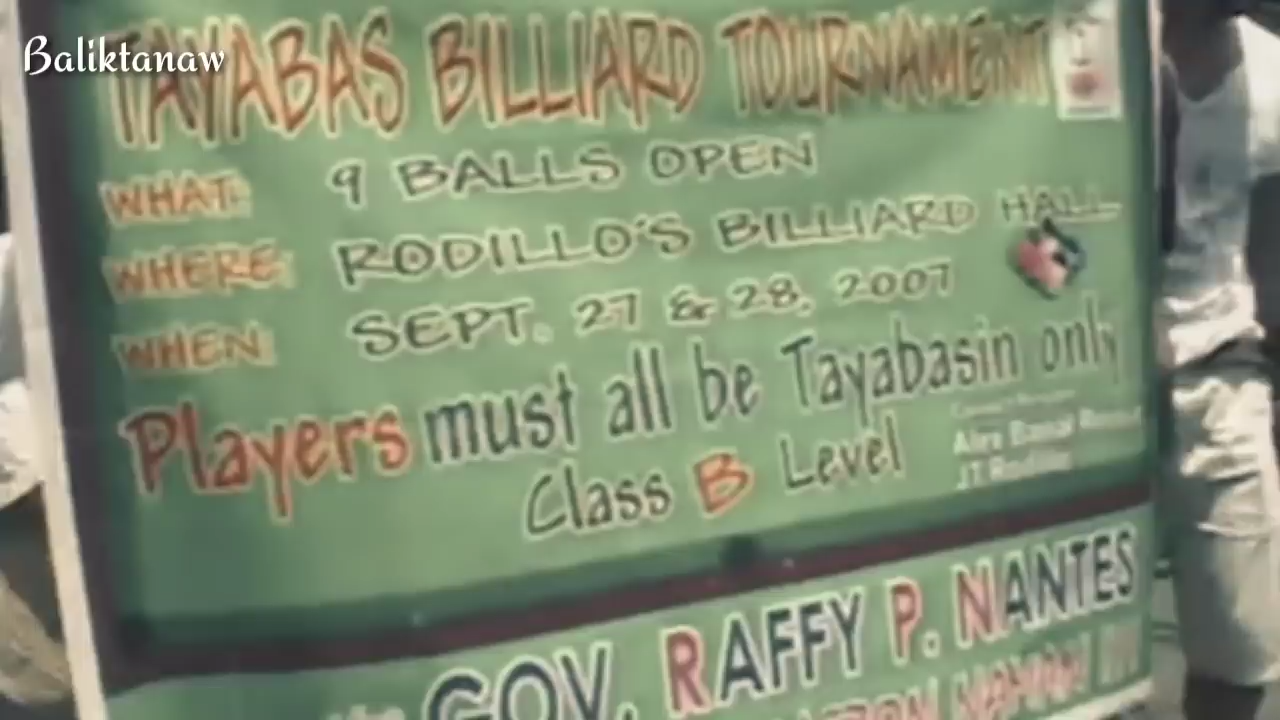 Baliktanaw
TAYABAS BILLIARD TOURNAMENT
WHAT: 9 BALLS OPEN
WHERE: RODILLO'S BILLIARD HALL
WHEN: SEPT. 27 & 28, 2007
Players must all be Tayabasin only
Class B Level
JT Rodillo
GOV. RAFFY P. NANTES